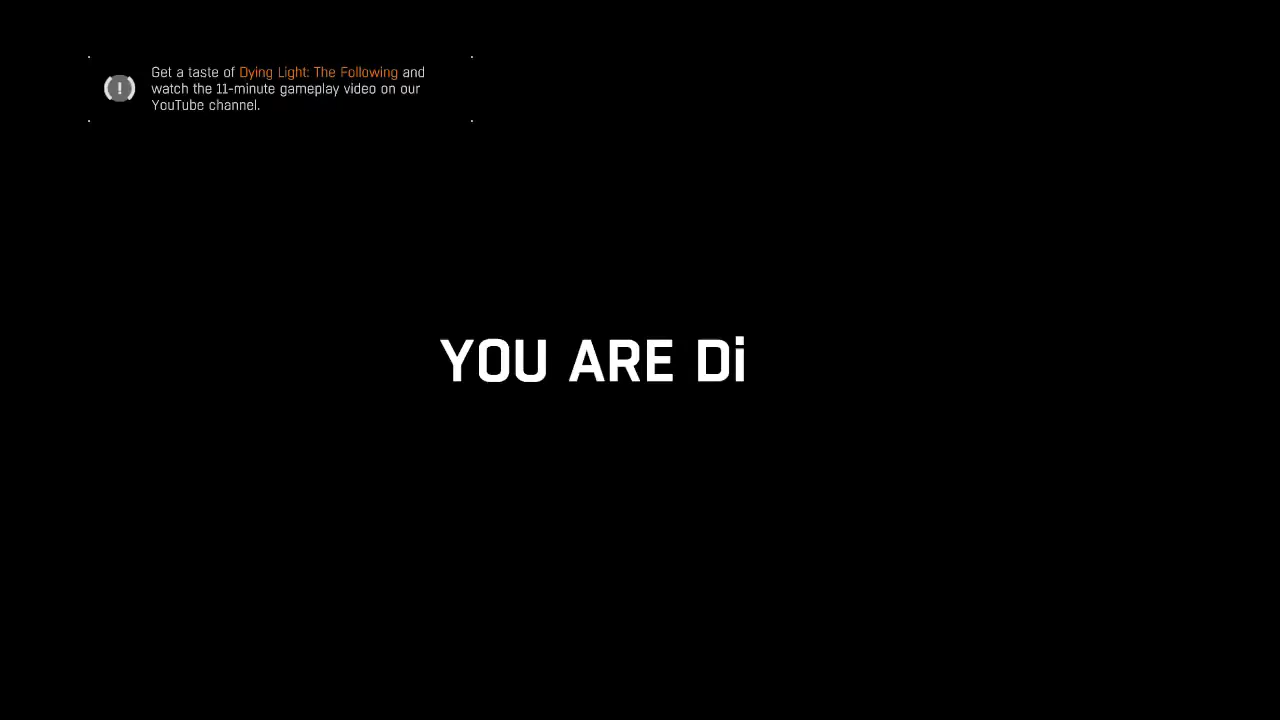 Get a taste of Dying Light: The Following and
watch the 11-minute gameplay video on our
YouTube channel.
YOU ARE Di